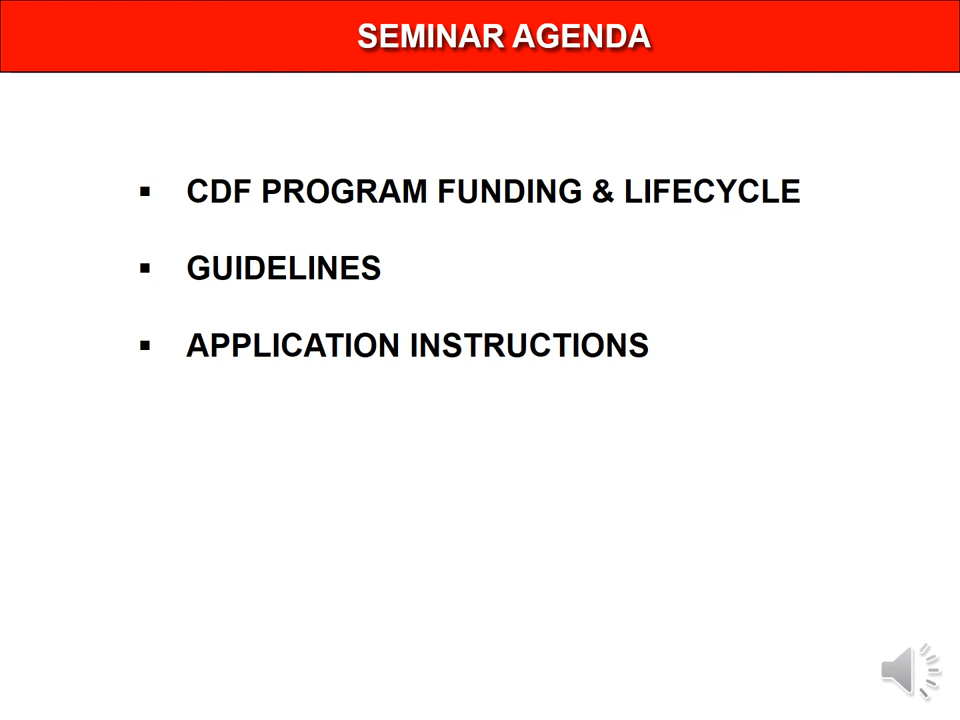 SEMINAR AGENDA
▪ CDF PROGRAM FUNDING & LIFECYCLE
▪ GUIDELINES
▪ APPLICATION INSTRUCTIONS